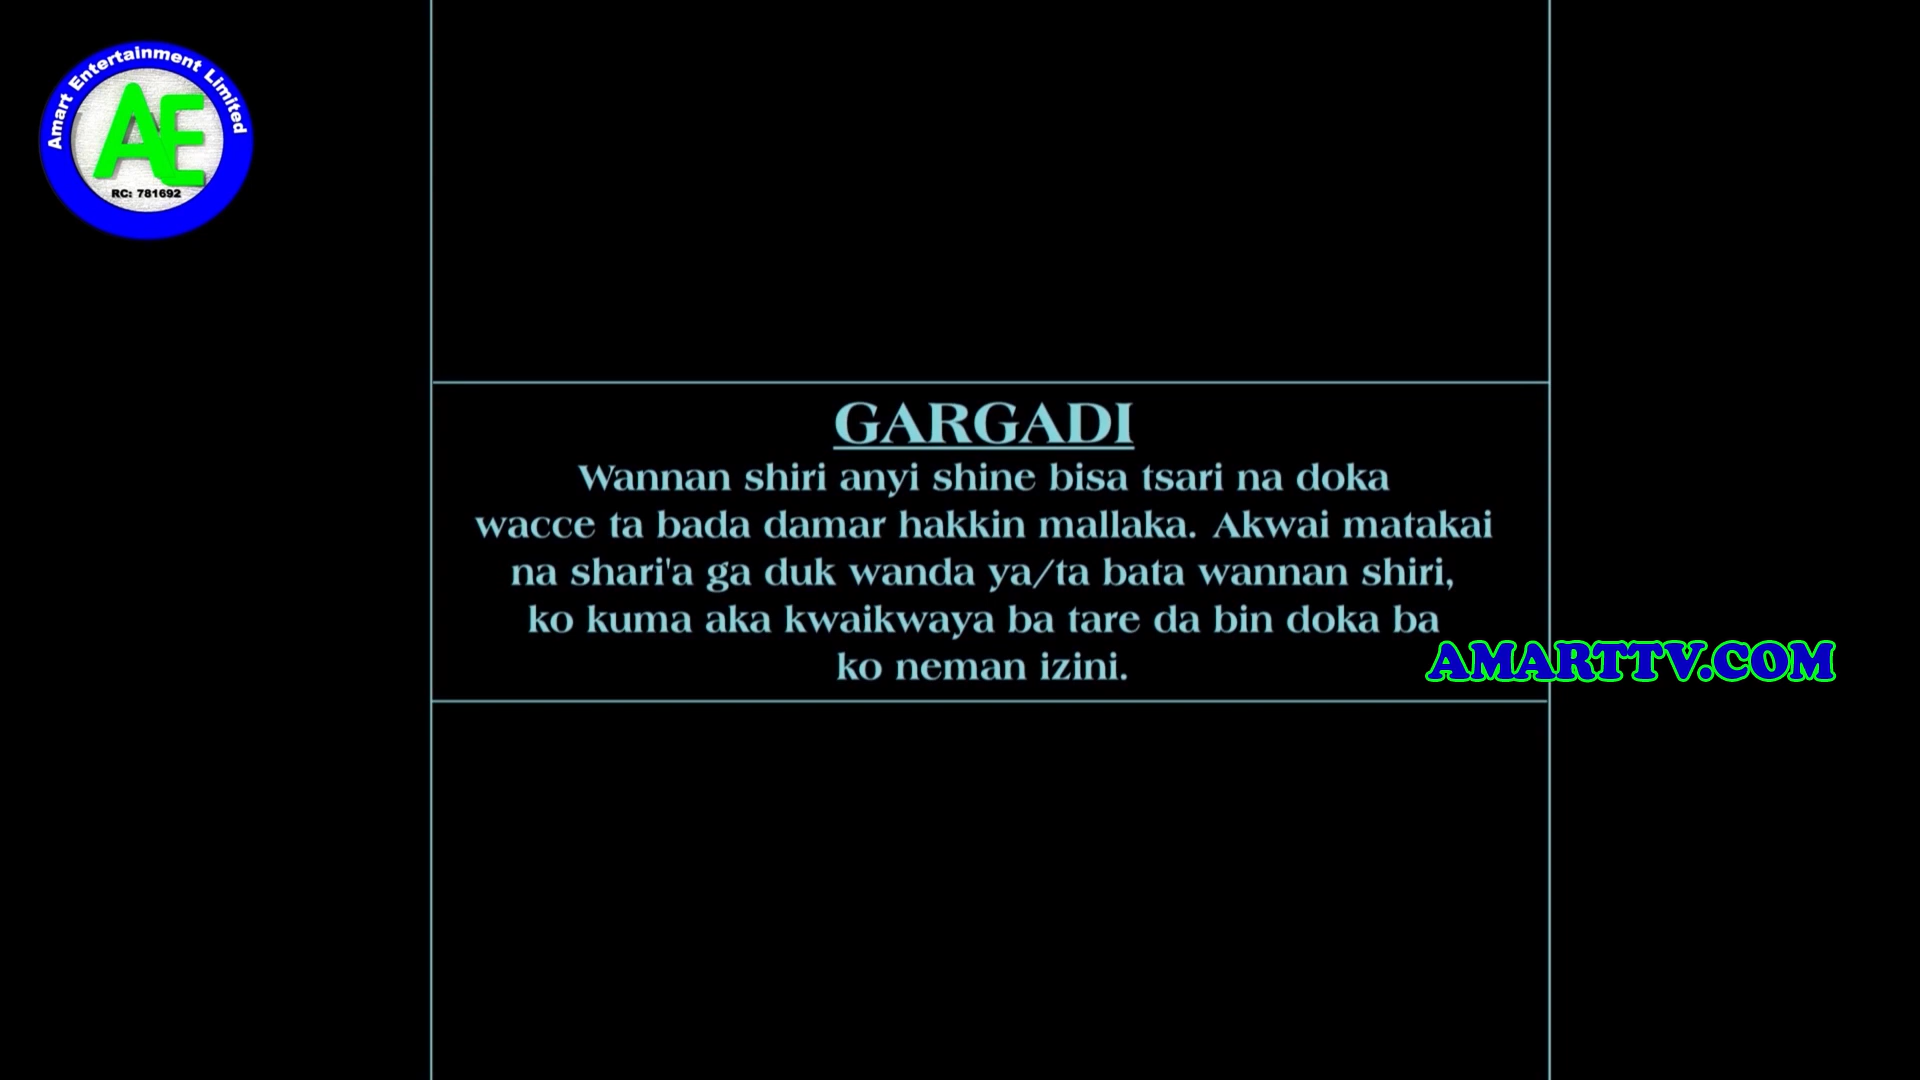 Amart Entertainment Limited
AE
RC: 781692
GARGADI
Wannan shiri anyi shine bisa tsari na doka
wacce ta bada damar hakkin mallaka. Akwai matakai
na shari'a ga duk wanda ya/ta bata wannan shiri,
ko kuma aka kwaikwaya ba tare da bin doka ba
ko neman izini.
AMARTTV.COM